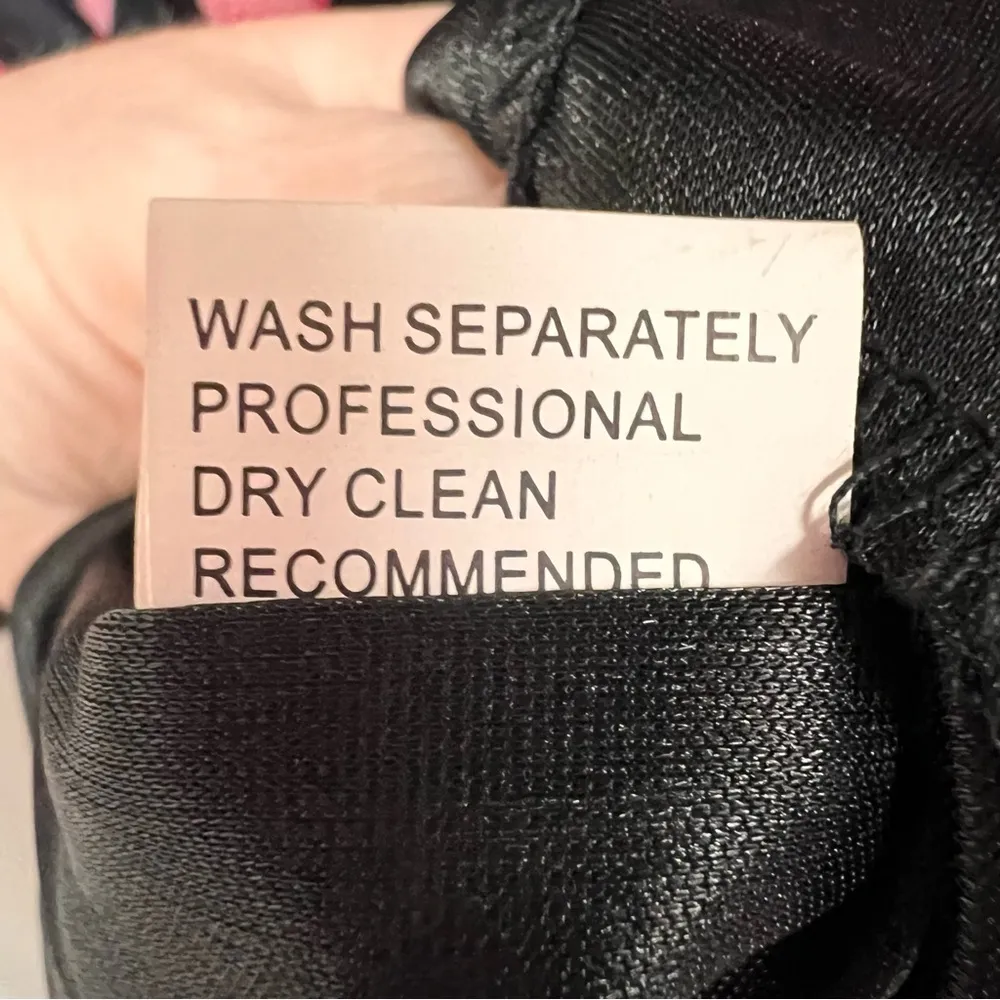 WASH SEPARATELY
PROFESSIONAL
DRY CLEAN
RECOMMENDED